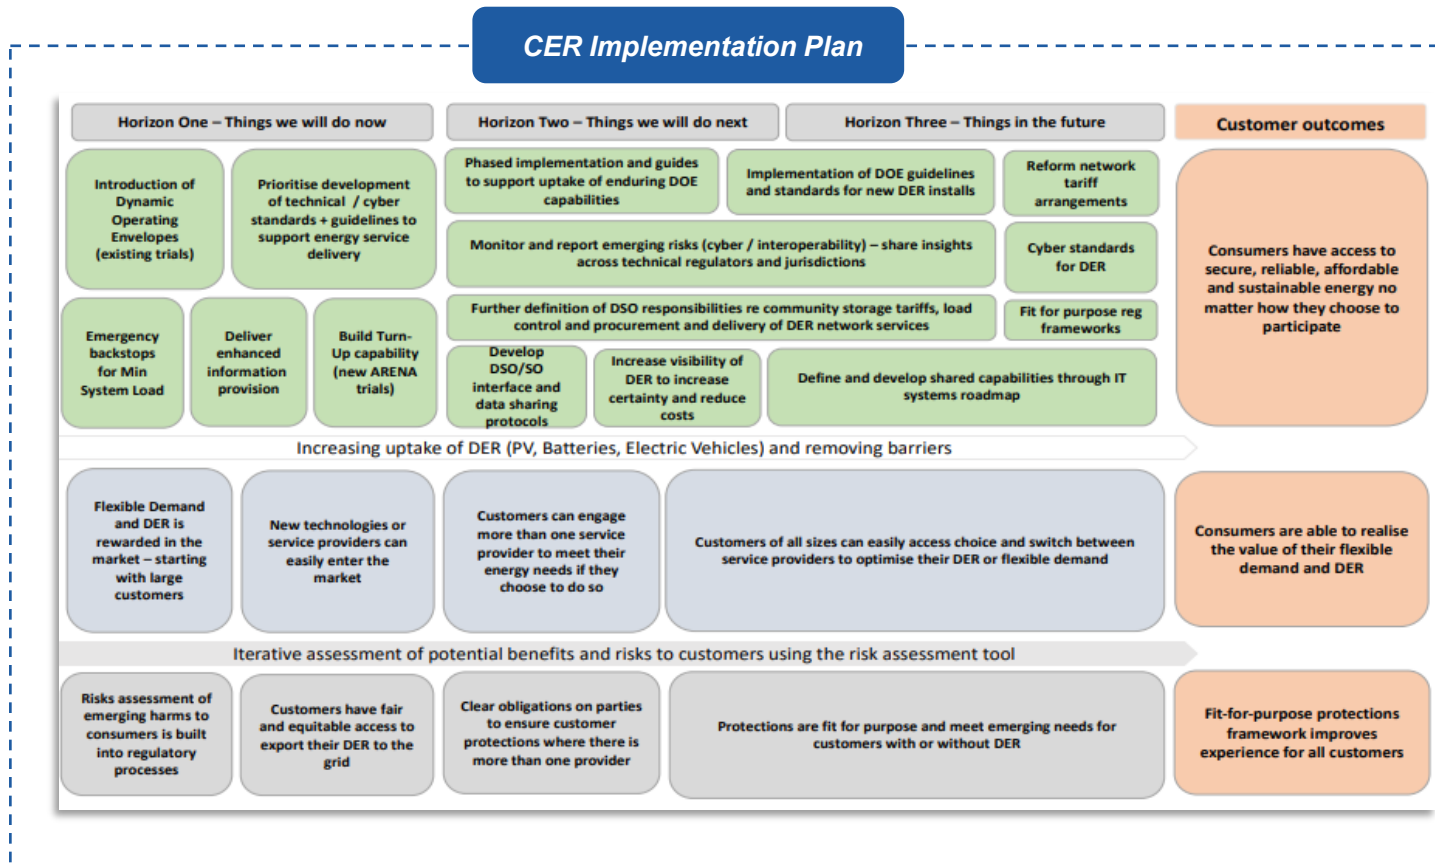 CER Implementation Plan
Horizon One – Things we will do now
Horizon Two – Things we will do next
Horizon Three – Things in the future
Customer outcomes
Introduction of
Dynamic
Operating
Envelopes
(existing trials)
Prioritise development
of technical / cyber
standards + guidelines to
support energy service
delivery
Phased implementation and guides
to support uptake of enduring DOE
capabilities
Implementation of DOE guidelines
and standards for new DER installs
Reform network
tariff
arrangements
Monitor and report emerging risks (cyber / interoperability) – share insights
across technical regulators and jurisdictions
Cyber standards
for DER
Consumers have access to
secure, reliable, affordable
and sustainable energy no
matter how they choose to
participate
Emergency
backstops
for Min
System Load
Deliver
enhanced
information
provision
Build Turn-
Up capability
(new ARENA
trials)
Further definition of DSO responsibilities re community storage tariffs, load
control and procurement and delivery of DER network services
Fit for purpose reg
frameworks
Develop
DSO/SO
interface and
data sharing
protocols
Increase visibility of
DER to increase
certainty and reduce
costs
Define and develop shared capabilities through IT
systems roadmap
Increasing uptake of DER (PV, Batteries, Electric Vehicles) and removing barriers
Flexible Demand
and DER is
rewarded in the
market – starting
with large
customers
New technologies or
service providers can
easily enter the
market
Customers can engage
more than one service
provider to meet their
energy needs if they
choose to do so
Customers of all sizes can easily access choice and switch between
service providers to optimise their DER or flexible demand
Consumers are able to realise
the value of their flexible
demand and DER
Iterative assessment of potential benefits and risks to customers using the risk assessment tool
Risks assessment of
emerging harms to
consumers is built
into regulatory
processes
Customers have fair
and equitable access to
export their DER to the
grid
Clear obligations on parties
to ensure customer
protections where there is
more than one provider
Protections are fit for purpose and meet emerging needs for
customers with or without DER
Fit-for-purpose protections
framework improves
experience for all customers